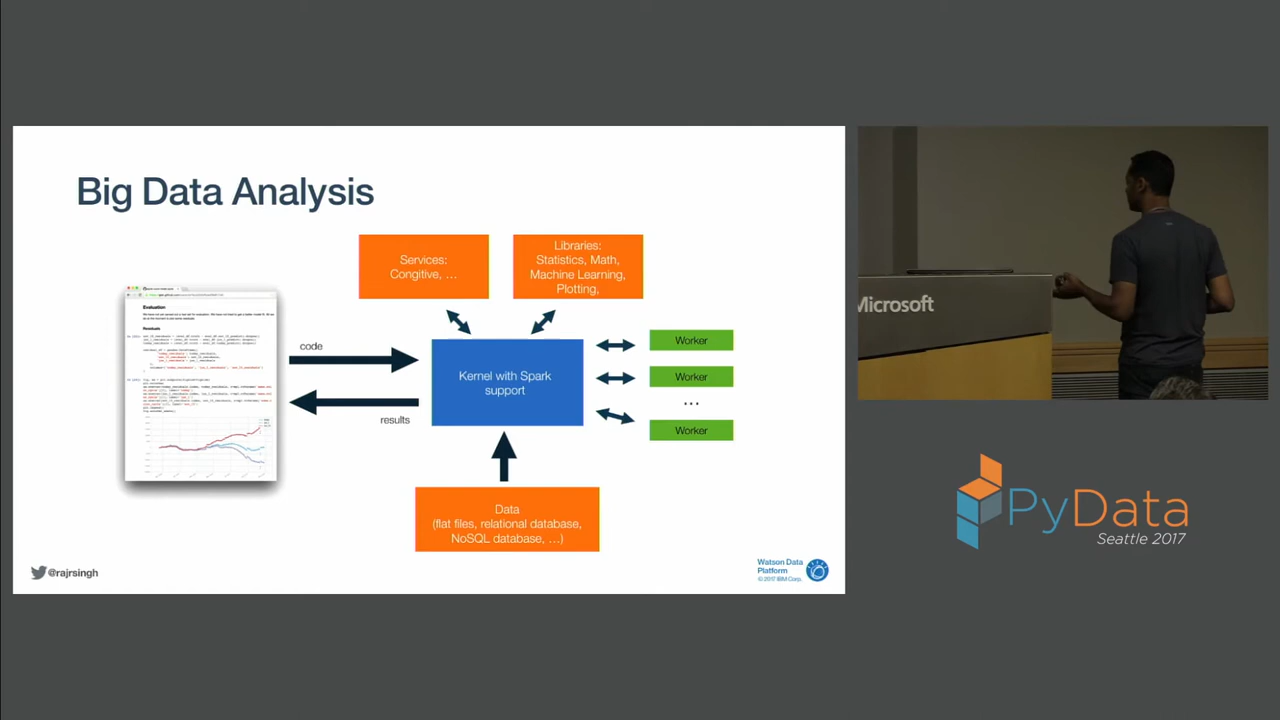 Big Data Analysis
Services:
Congitive, ...
Libraries:
Statistics, Math,
Machine Learning,
Plotting,
Evaluation
Residuals
code
results
Kernel with Spark
support
Worker
Worker
...
Worker
Data
(flat files, relational database,
NoSQL database, ...)
@rajrsingh
Watson Data
Platform
© 2017 IBM Corp.
Microsoft
PyData
Seattle 2017